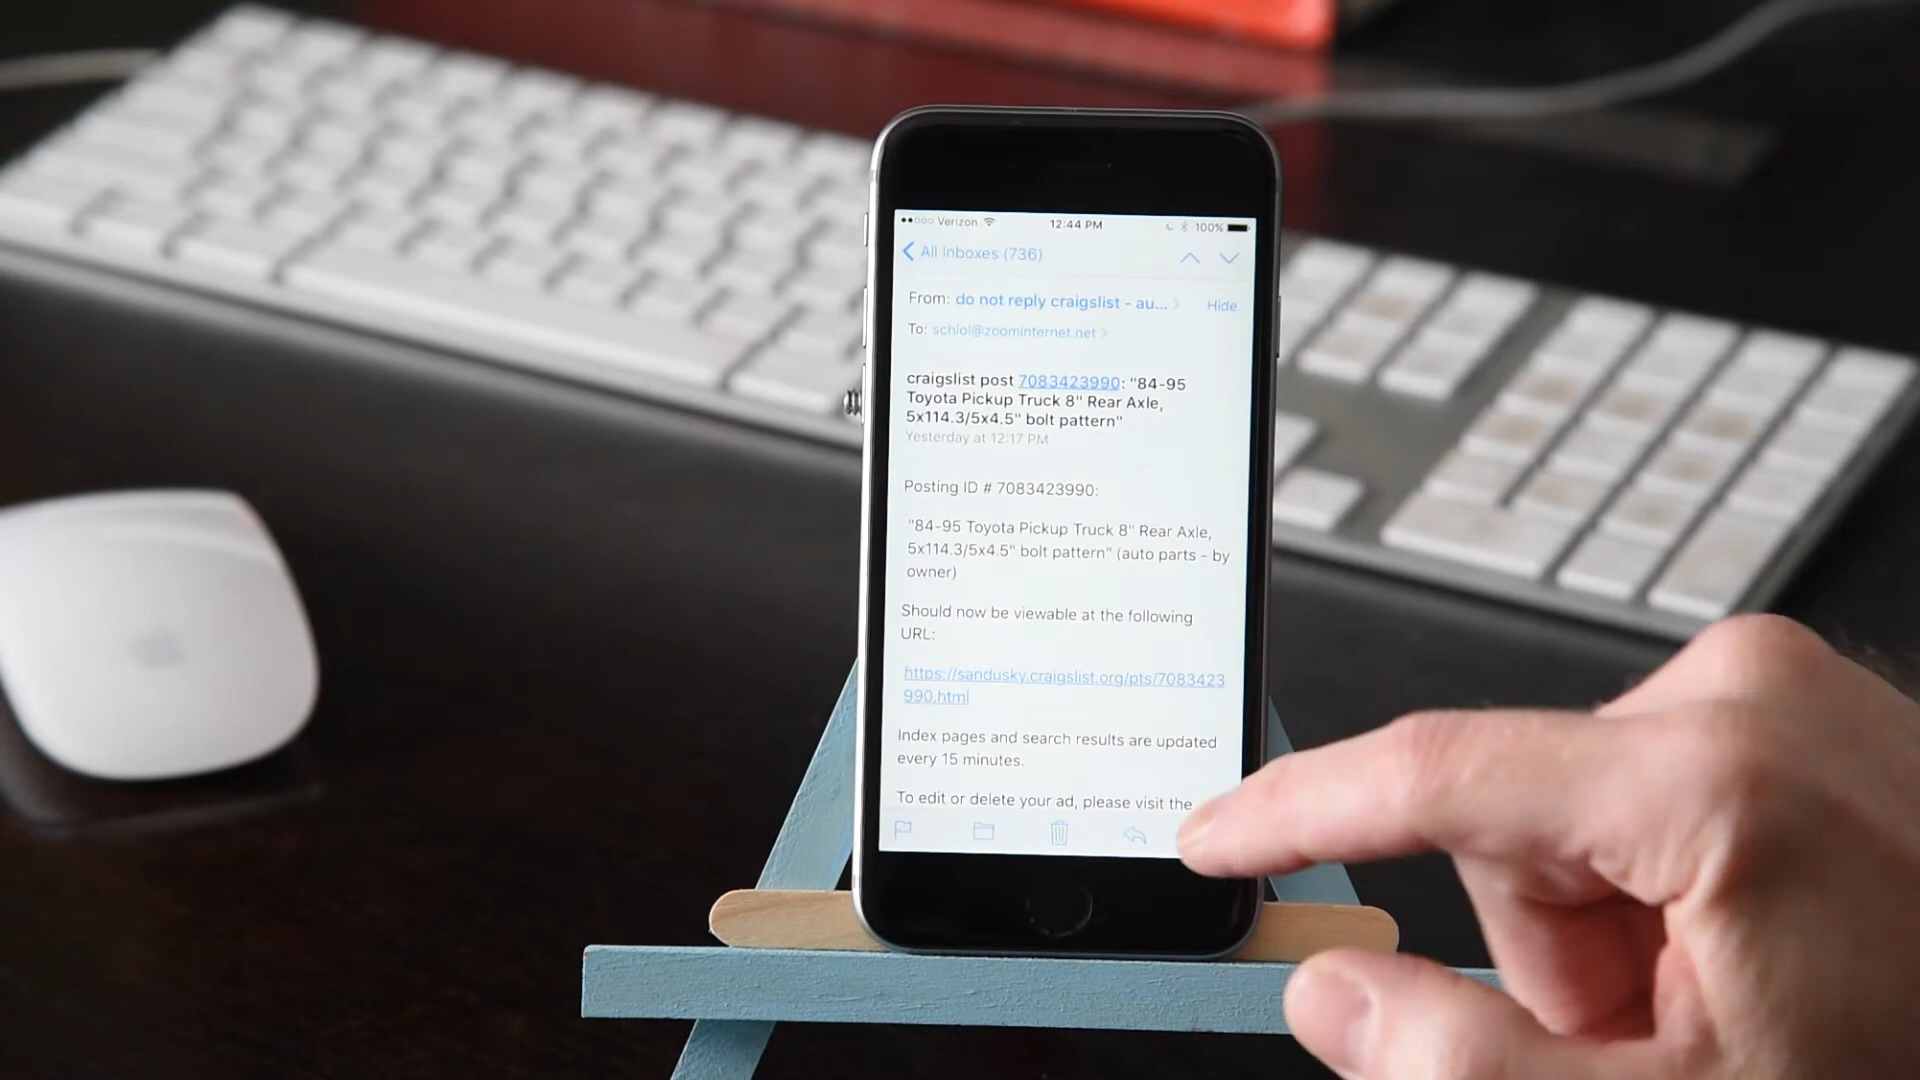 Verizon 12:44 PM 100%
All Inboxes (736)
From: do not reply craigslist - au... Hide
To: schlol@zoominternet.net
craigslist post 7083423990: "84-95
Toyota Pickup Truck 8" Rear Axle,
5x114.3/5x4.5" bolt pattern"
Yesterday at 12:17 PM
Posting ID # 7083423990:
"84-95 Toyota Pickup Truck 8" Rear Axle,
5x114.3/5x4.5" bolt pattern" (auto parts - by
owner)
Should now be viewable at the following
URL:
https://sandusky.craigslist.org/pts/7083423
990.html
Index pages and search results are updated
every 15 minutes.
To edit or delete your ad, please visit the